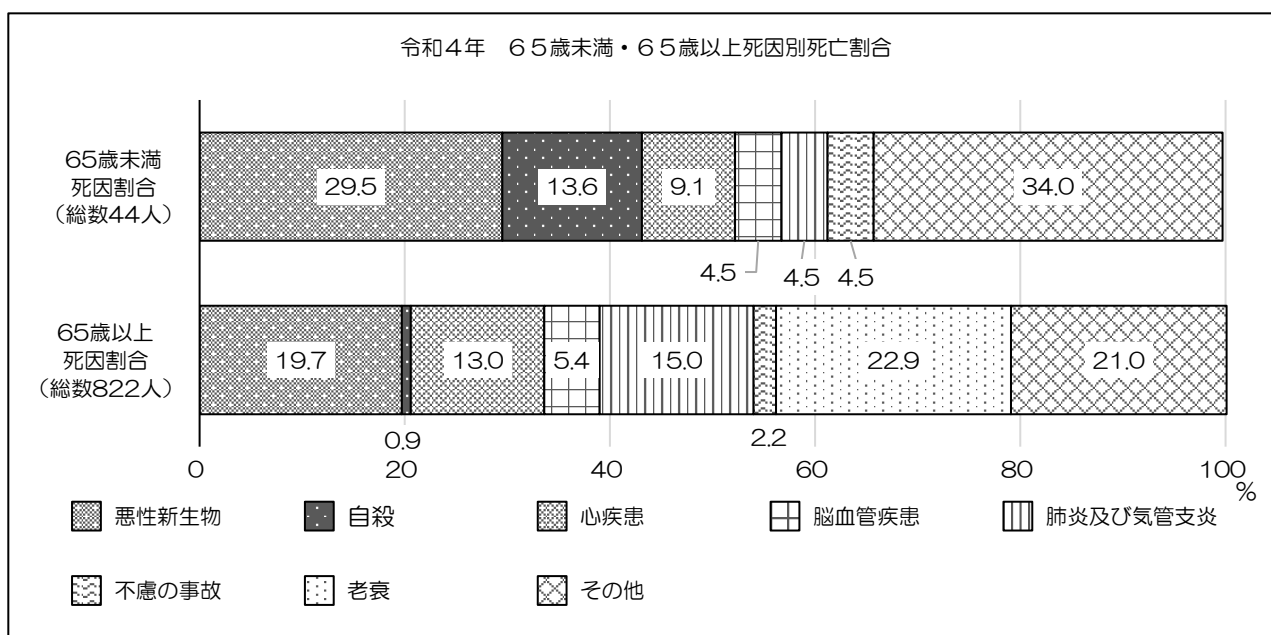 令和4年　65歳未満・65歳以上死因別死亡割合
65歳未満
死因割合
（総数44人）
29.5 13.6 9.1 34.0
4.5 4.5 4.5
65歳以上
死因割合
（総数822人）
19.7 13.0 5.4 15.0 22.9 21.0
0.9 2.2
0 20 40 60 80 100
%
悪性新生物 自殺 心疾患 脳血管疾患 肺炎及び気管支炎
不慮の事故 老衰 その他